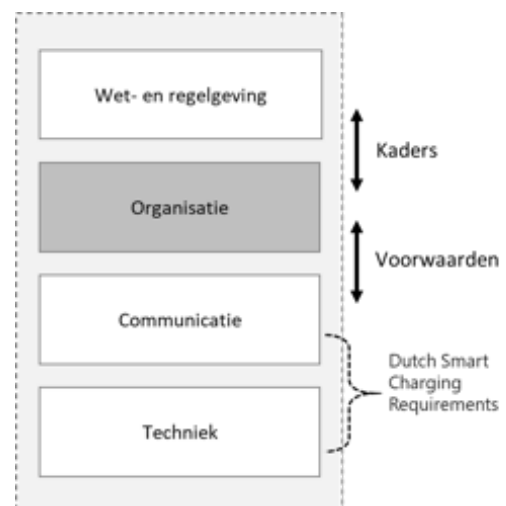 Wet- en regelgeving
Kaders
Organisatie
Voorwaarden
Communicatie
Dutch Smart
Charging
Requirements
Techniek